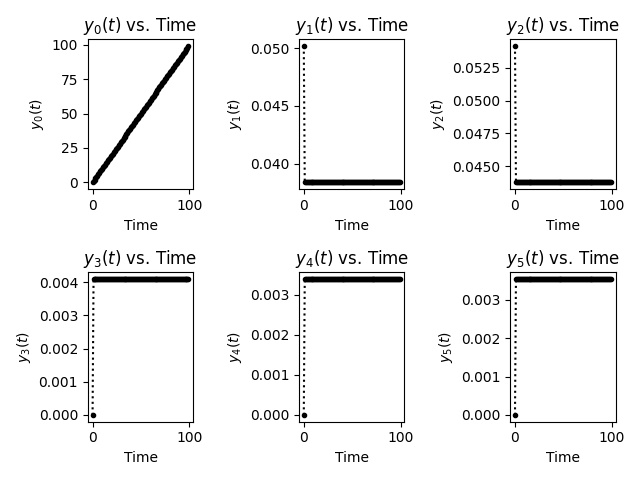 y₀(t) vs. Time
y₁(t) vs. Time
y₂(t) vs. Time
100
75
50
25
0
y₀(t)
0 100
Time
0.050
0.045
0.040
y₁(t)
0 100
Time
0.0525
0.0500
0.0475
0.0450
y₂(t)
0 100
Time
y₃(t) vs. Time
y₄(t) vs. Time
y₅(t) vs. Time
0.004
0.003
0.002
0.001
0.000
y₃(t)
0 100
Time
0.003
0.002
0.001
0.000
y₄(t)
0 100
Time
0.003
0.002
0.001
0.000
y₅(t)
0 100
Time